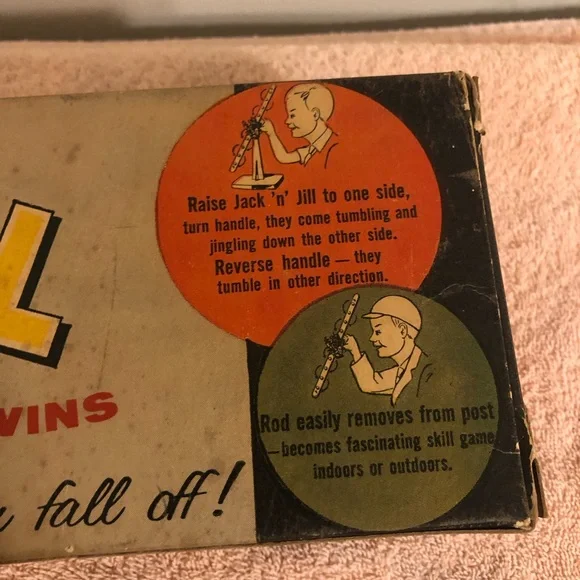 L
WINS
fall off!
Raise Jack 'n' Jill to one side,
turn handle, they come tumbling and
jingling down the other side.
Reverse handle — they
tumble in other direction.
Rod easily removes from post
—becomes fascinating skill game
indoors or outdoors.